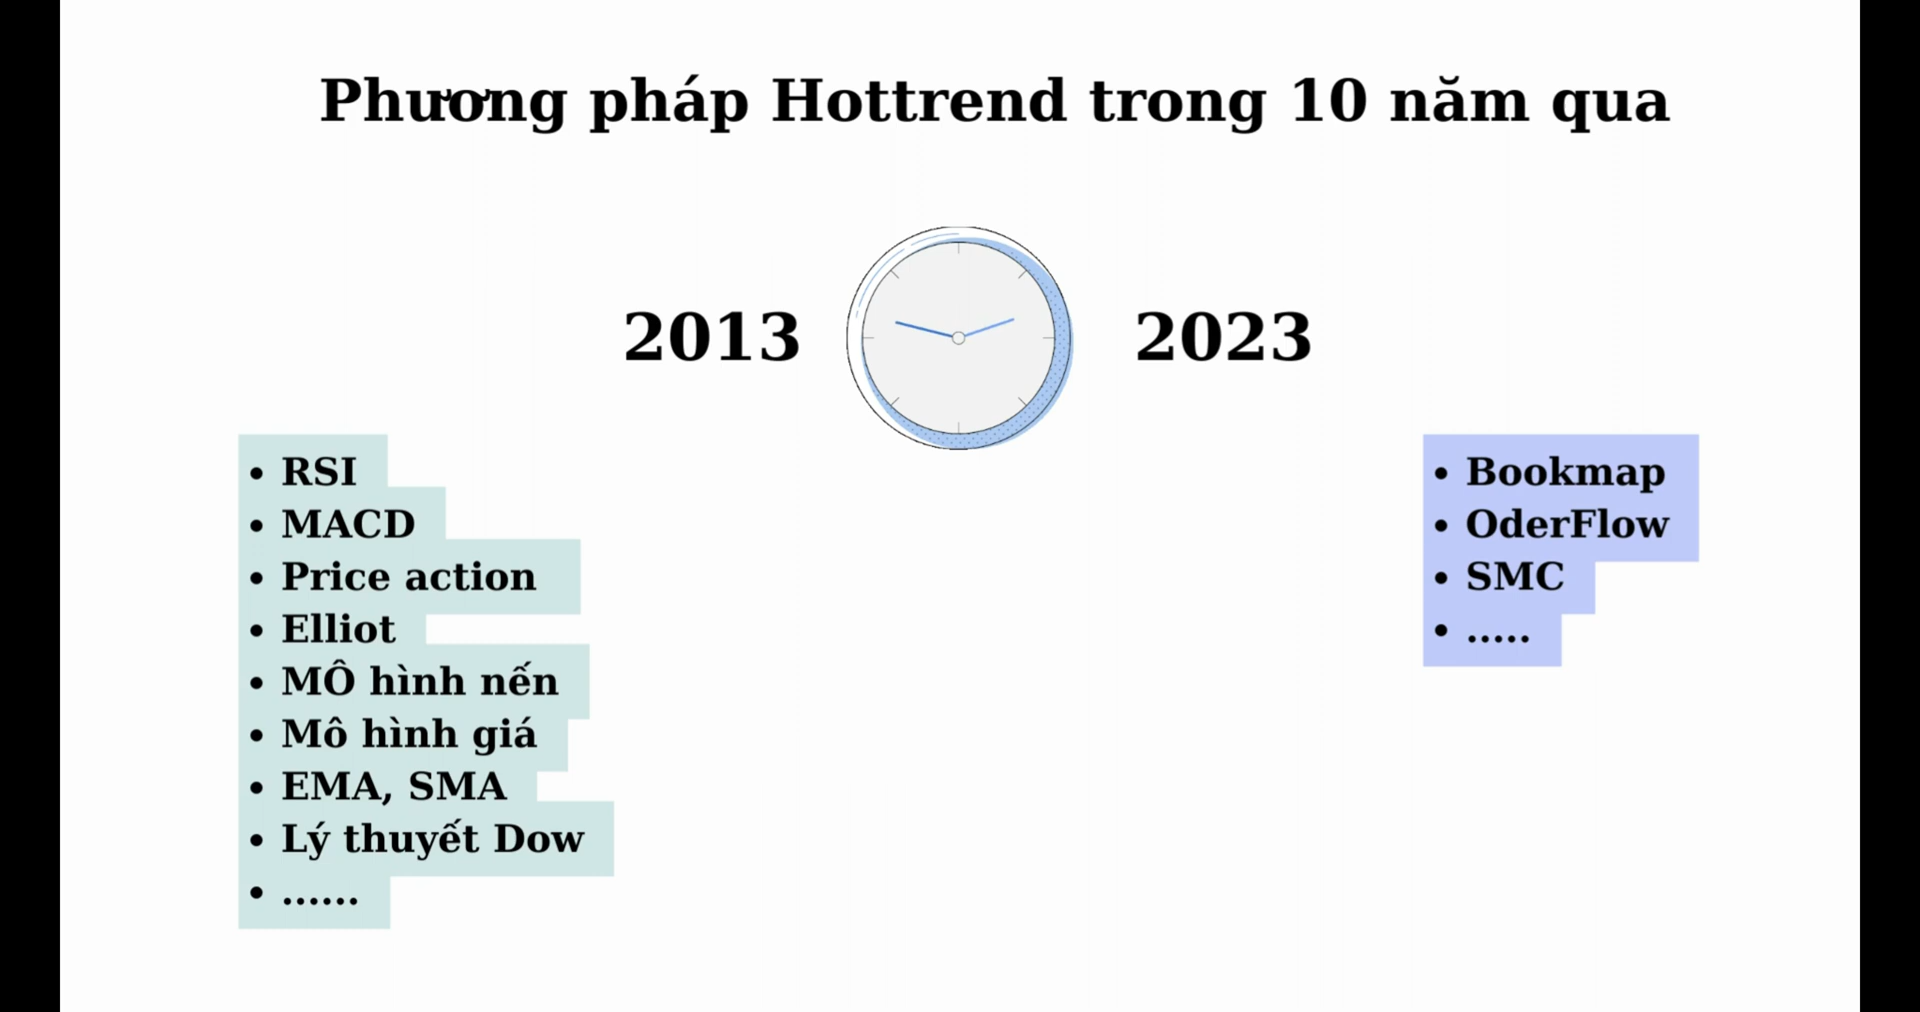 Phương pháp Hottrend trong 10 năm qua
2013
2023
• RSI
• MACD
• Price action
• Elliot
• MÔ hình nến
• Mô hình giá
• EMA, SMA
• Lý thuyết Dow
• ......
• Bookmap
• OderFlow
• SMC
• .....